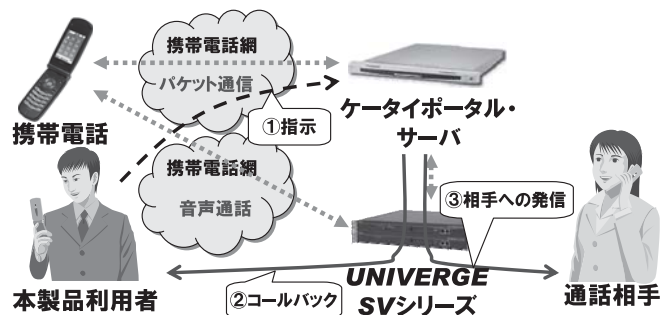 携帯電話網
パケット通信
①指示
携帯電話
ケータイポータル・
サーバ
携帯電話網
音声通話
③相手への発信
②コールバック
本製品利用者
UNIVERGE
SVシリーズ
通話相手